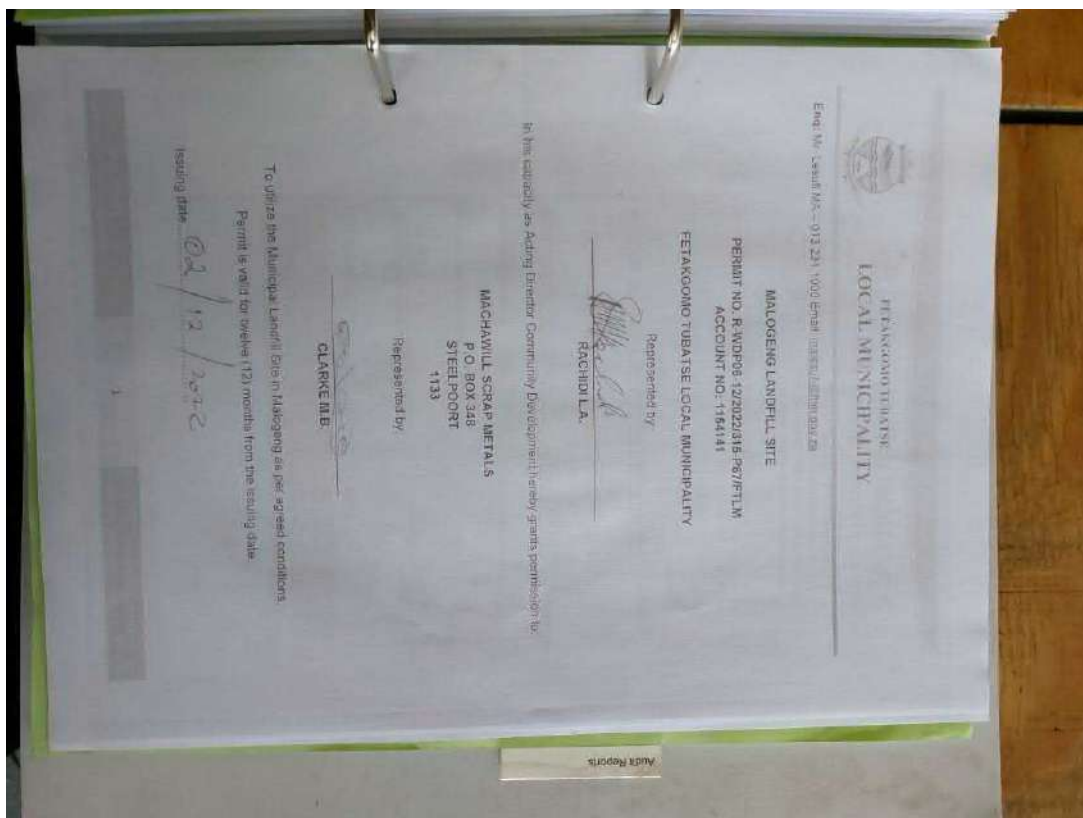 FETAKGOMO TUBATSE
LOCAL MUNICIPALITY
Enq: Mr. Lesufi MA – 013 231 1000 Email:
MALOGENG LANDFILL SITE
PERMIT NO. R-WDP06-12/2022/315-P67/FTLM
ACCOUNT NO: 1164141
FETAKGOMO TUBATSE LOCAL MUNICIPALITY
Represented by
RACHIDI L.A.
In his capacity as Acting Director Community Development hereby grants permission to:
MACHAWILL SCRAP METALS
P.O. BOX 348
STEELPOORT
1133
Represented by:
CLARKE M.B.
To utilize the Municipal Landfill Site in Malogeng as per agreed conditions.
Permit is valid for twelve (12) months from the issuing date.
Issuing date: 02/12/2022
1
Audit Reports